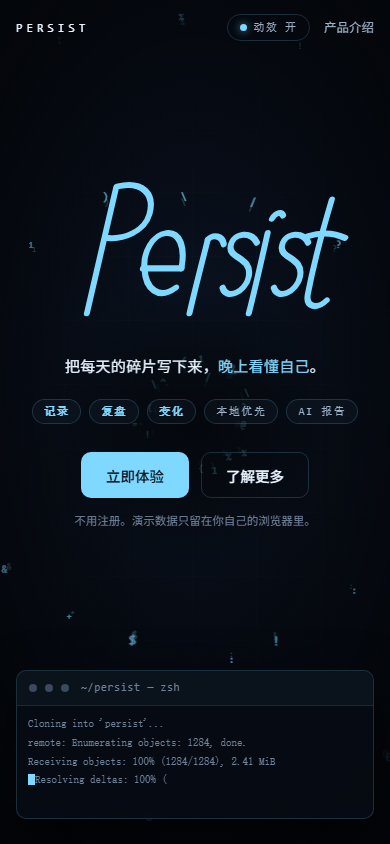 PERSIST
动效 开
产品介绍
Persist
把每天的碎片写下来，晚上看懂自己。
记录
复盘
变化
本地优先
AI 报告
立即体验
了解更多
不用注册。演示数据只留在你自己的浏览器里。
~/persist — zsh
Cloning into 'persist'...
remote: Enumerating objects: 1284, done.
Receiving objects: 100% (1284/1284), 2.41 MiB
Resolving deltas: 100% (